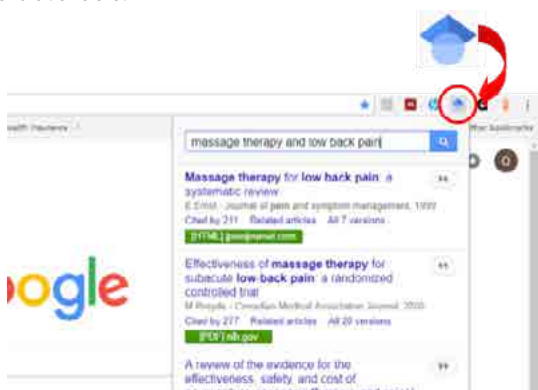 ealth Insurance
ther bookmarks
massage therapy and low back pain
Massage therapy for low back pain: a
systematic review
E Ernst - Journal of pain and symptom management, 1999
Cited by 211 Related articles All 7 versions
[HTML]
oogle
Effectiveness of massage therapy for
subacute low-back pain: a randomized
controlled trial
M Preyde - Canadian Medical Association Journal, 2000
Cited by 277 Related articles All 20 versions
[PDF] nih.gov
A review of the evidence for the
effectiveness, safety, and cost of